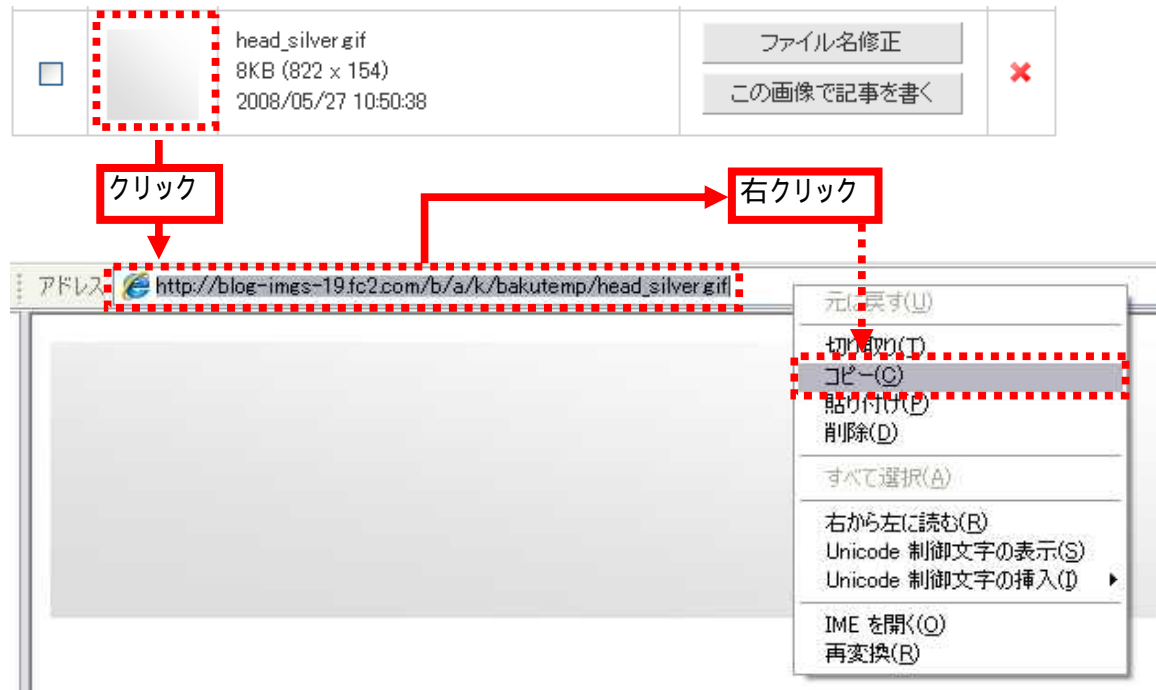 head_silver.gif
8KB (822 x 154)
2008/05/27 10:50:38
ファイル名修正
この画像で記事を書く
クリック
右クリック
アドレス
http://blog-imgs-19.fc2.com/b/a/k/bakutemp/head_silver.gif
元に戻す(U)
切り取り(T)
コピー(C)
貼り付け(P)
削除(D)
すべて選択(A)
右から左に読む(R)
Unicode 制御文字の表示(S)
Unicode 制御文字の挿入(I)
IME を開く(O)
再変換(R)